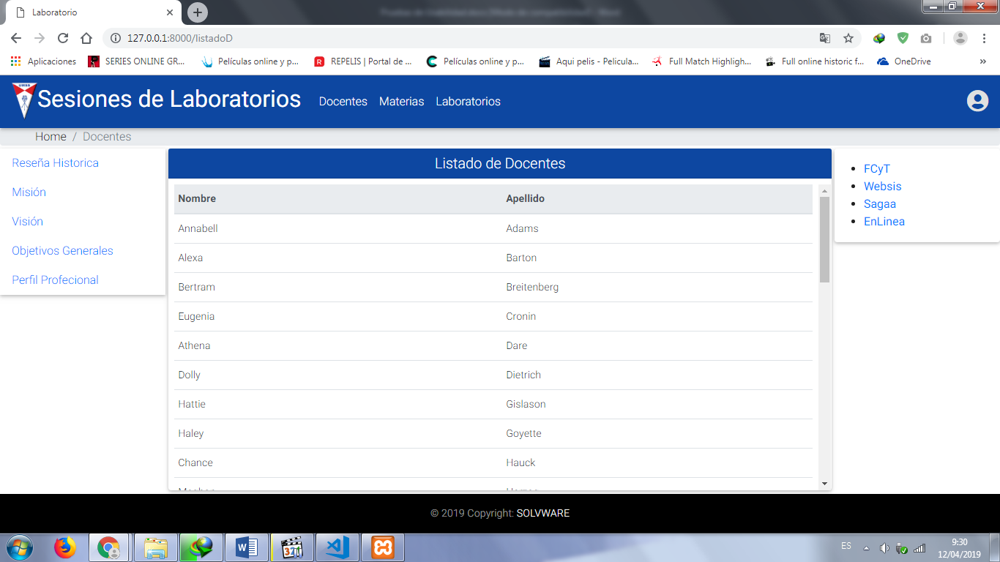 Laboratorio
127.0.0.1:8000/listadoD
Aplicaciones
SERIES ONLINE GR...
Películas online y p...
REPELIS | Portal de ...
Películas online y p...
Aqui pelis - Pelicula...
Full Match Highligh...
Full online historic f...
OneDrive
»
UMSS
Sesiones de Laboratorios
Docentes
Materias
Laboratorios
Home / Docentes
Reseña Historica
Misión
Visión
Objetivos Generales
Perfil Profecional
Listado de Docentes
Nombre Apellido
Annabell Adams
Alexa Barton
Bertram Breitenberg
Eugenia Cronin
Athena Dare
Dolly Dietrich
Hattie Gislason
Haley Goyette
Chance Hauck
FCyT
Websis
Sagaa
EnLinea
© 2019 Copyright: SOLVWARE
ES
9:30
12/04/2019